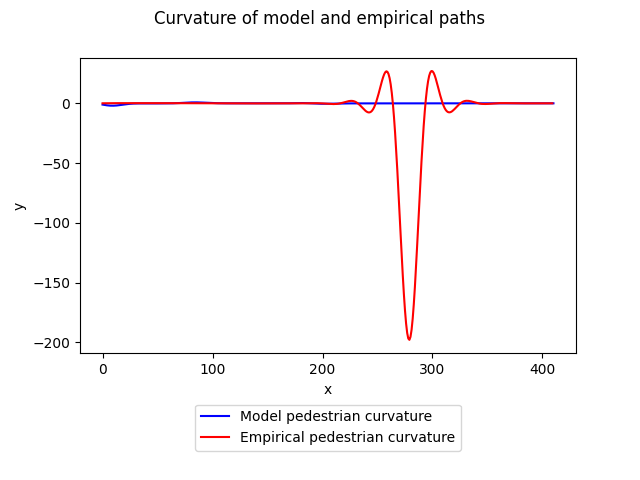 Curvature of model and empirical paths
0
−50
−100
−150
−200
y
0 100 200 300 400
x
Model pedestrian curvature
Empirical pedestrian curvature